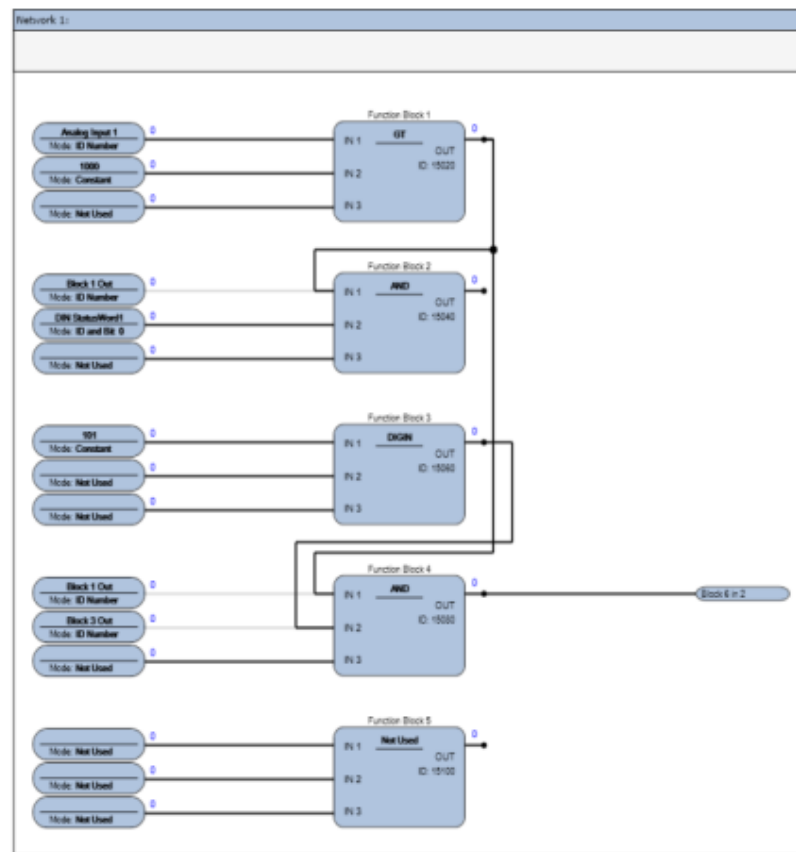 Network 1:
Function Block 1
Analog Input 1
Mode: ID Number
0
1000
Mode: Constant
0
Mode: Not Used
0
IN 1
GT
OUT
ID: 15020
IN 2
IN 3
0
Function Block 2
Block 1 Out
Mode: ID Number
0
DIN StatusWord1
Mode: ID and Bit: 0
0
Mode: Not Used
0
IN 1
AND
OUT
ID: 15040
IN 2
IN 3
0
Function Block 3
101
Mode: Constant
0
Mode: Not Used
0
Mode: Not Used
0
IN 1
DIGIN
OUT
ID: 15060
IN 2
IN 3
0
Function Block 4
Block 1 Out
Mode: ID Number
0
Block 3 Out
Mode: ID Number
0
Mode: Not Used
0
IN 1
AND
OUT
ID: 15080
IN 2
IN 3
0
Block 6 in 2
Function Block 5
Mode: Not Used
0
Mode: Not Used
0
Mode: Not Used
0
IN 1
Not Used
OUT
ID: 15100
IN 2
IN 3
0